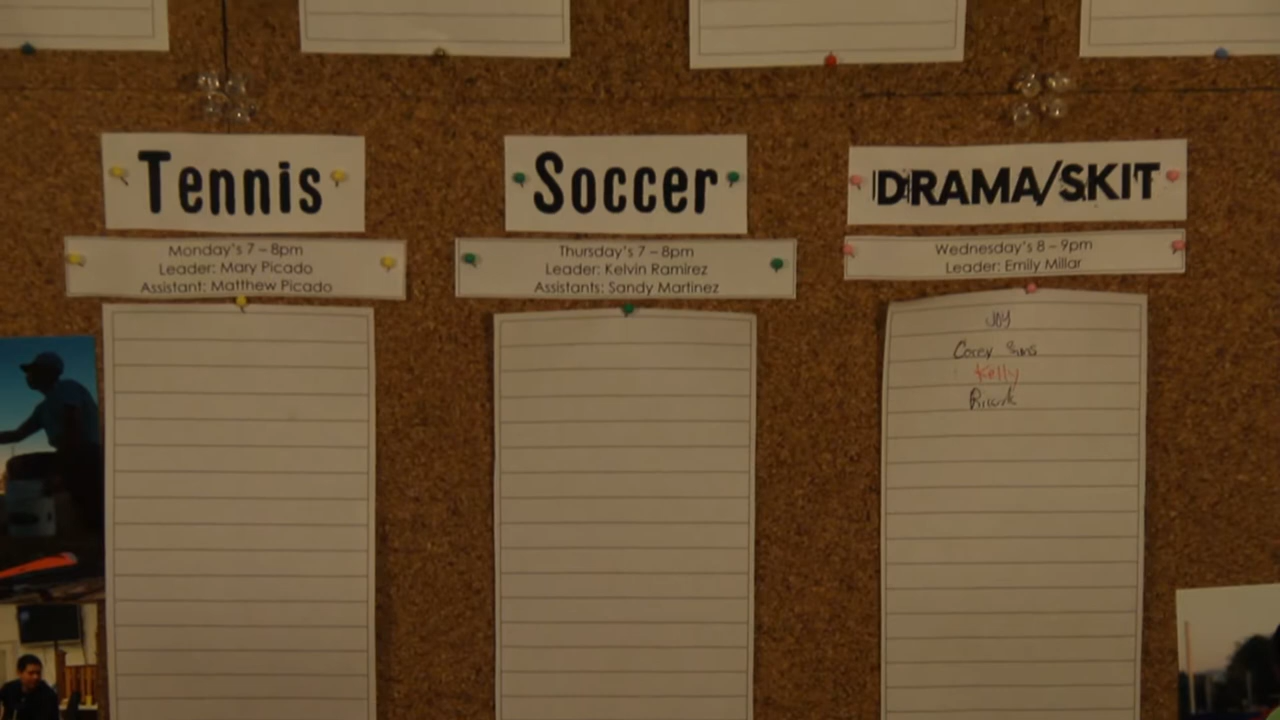 Tennis
Monday's 7 – 8pm
Leader: Mary Picado
Assistant: Matthew Picado
Soccer
Thursday's 7 – 8pm
Leader: Kelvin Ramirez
Assistants: Sandy Martinez
DRAMA/SKIT
Wednesday's 8 – 9pm
Leader: Emily Millar
Joy
Corey
Kelly